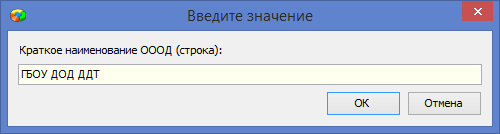 Введите значение
Краткое наименование ОООД (строка):
ГБОУ ДОД ДДТ
ОК
Отмена